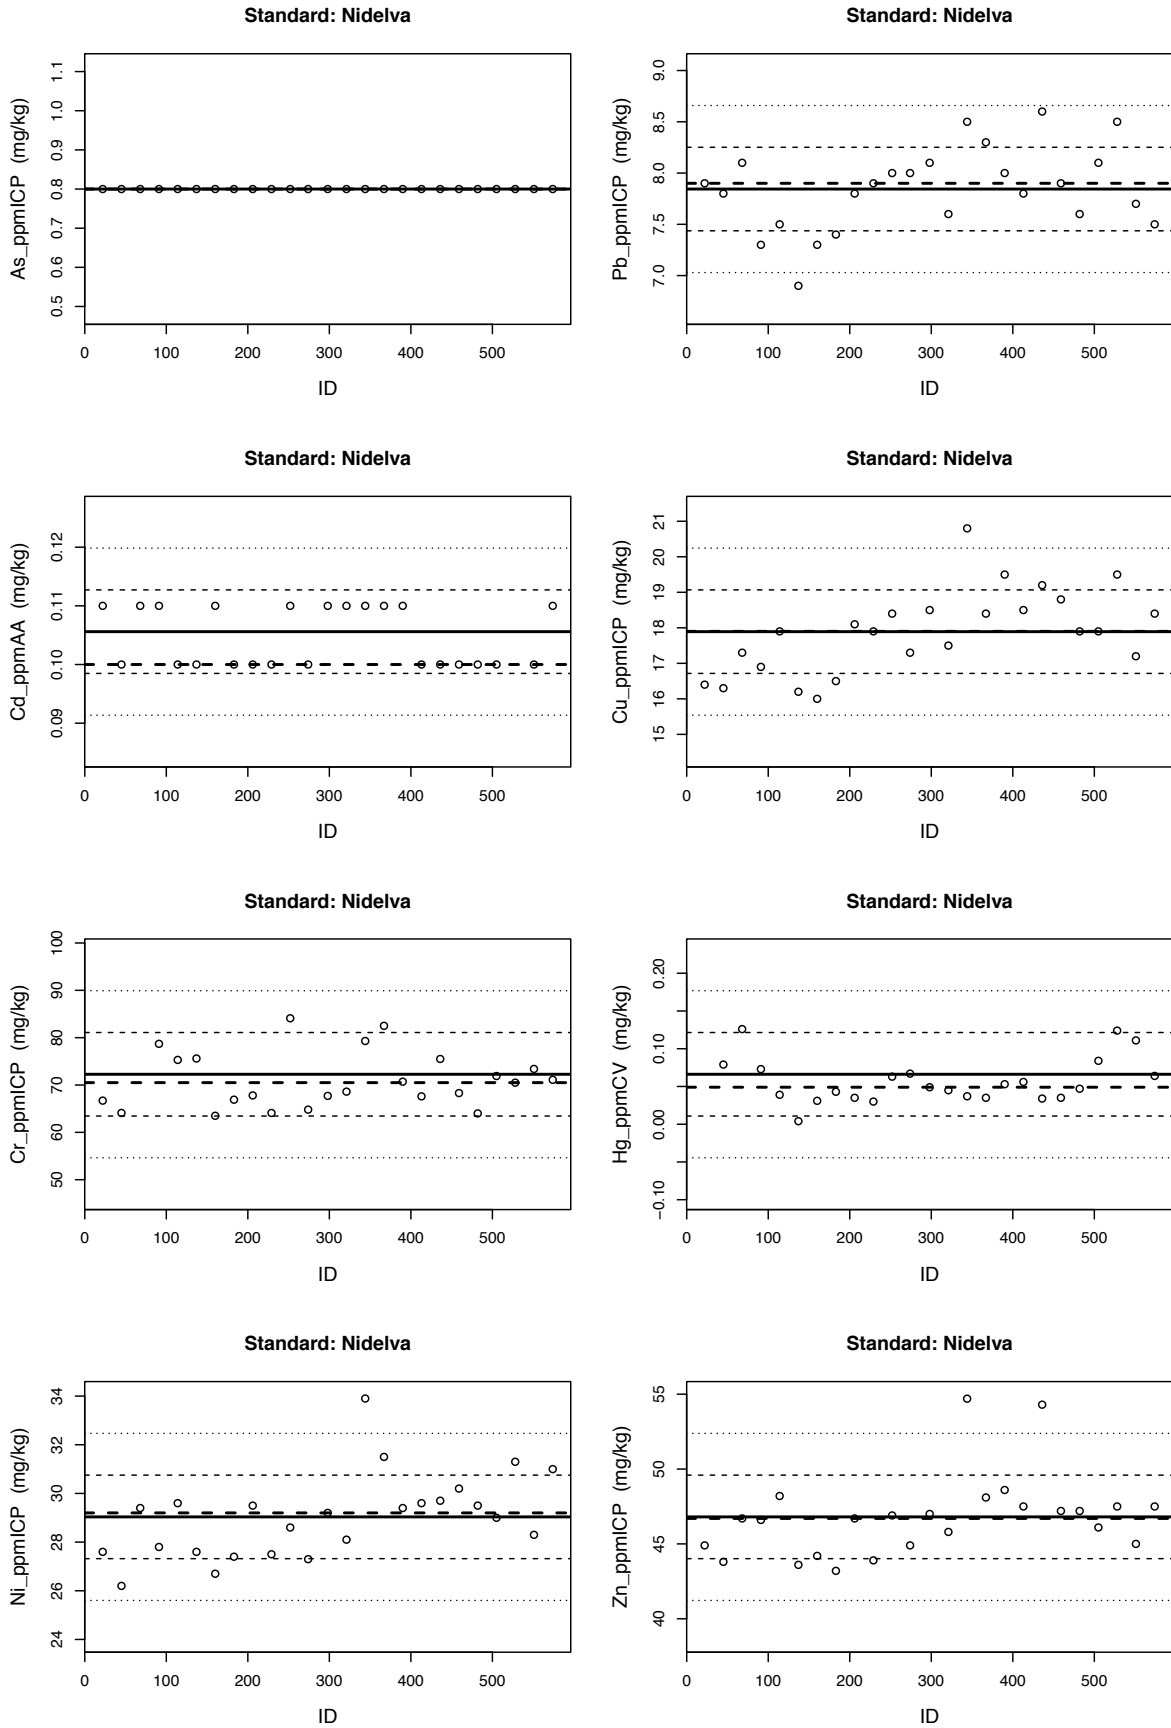 Standard: Nidelva
As_ppmICP (mg/kg)
1.1
1.0
0.9
0.8
0.7
0.6
0.5
0 100 200 300 400 500
ID
Standard: Nidelva
Pb_ppmICP (mg/kg)
9.0
8.5
8.0
7.5
7.0
0 100 200 300 400 500
ID
Standard: Nidelva
Cd_ppmAA (mg/kg)
0.12
0.11
0.10
0.09
0 100 200 300 400 500
ID
Standard: Nidelva
Cu_ppmICP (mg/kg)
21
20
19
18
17
16
15
0 100 200 300 400 500
ID
Standard: Nidelva
Cr_ppmICP (mg/kg)
100
90
80
70
60
50
0 100 200 300 400 500
ID
Standard: Nidelva
Hg_ppmCV (mg/kg)
0.20
0.10
0.00
-0.10
0 100 200 300 400 500
ID
Standard: Nidelva
Ni_ppmICP (mg/kg)
34
32
30
28
26
24
0 100 200 300 400 500
ID
Standard: Nidelva
Zn_ppmICP (mg/kg)
55
50
45
40
0 100 200 300 400 500
ID